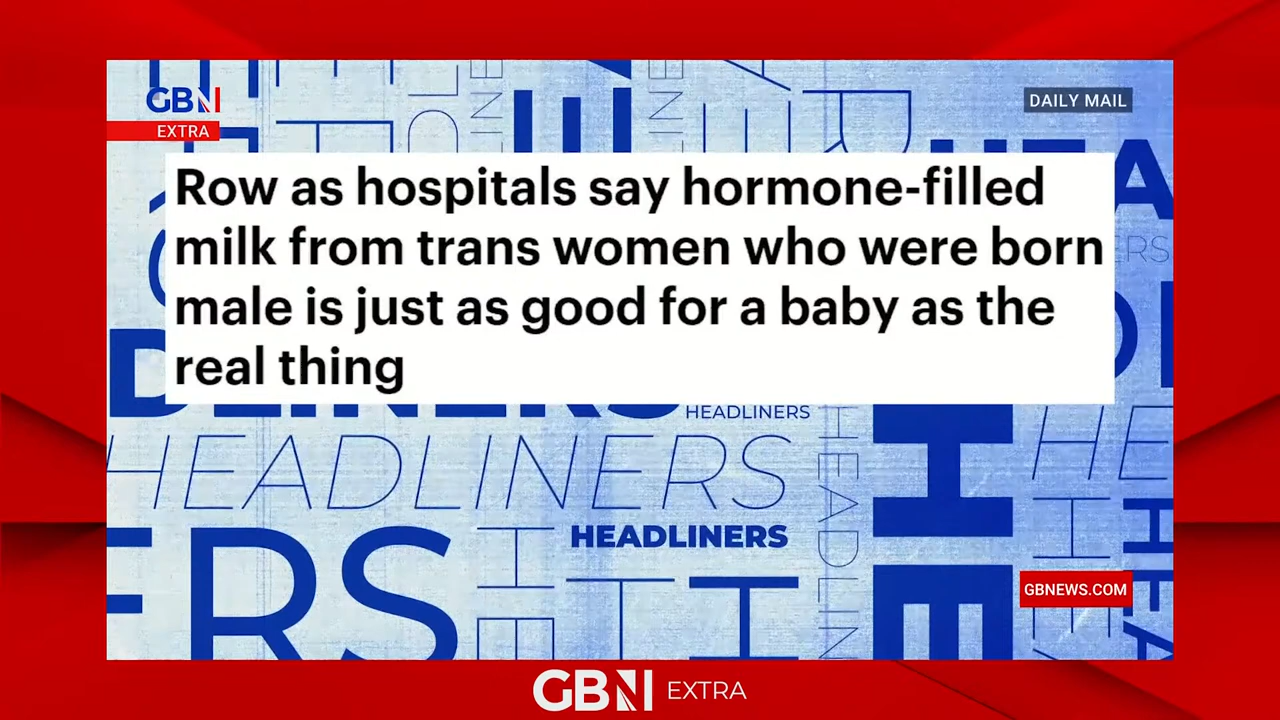 GBN
EXTRA
DAILY MAIL
Row as hospitals say hormone-filled
milk from trans women who were born
male is just as good for a baby as the
real thing
HEADLINERS
HEADLINERS
HEADLINERS
GBNEWS.COM
GBN EXTRA